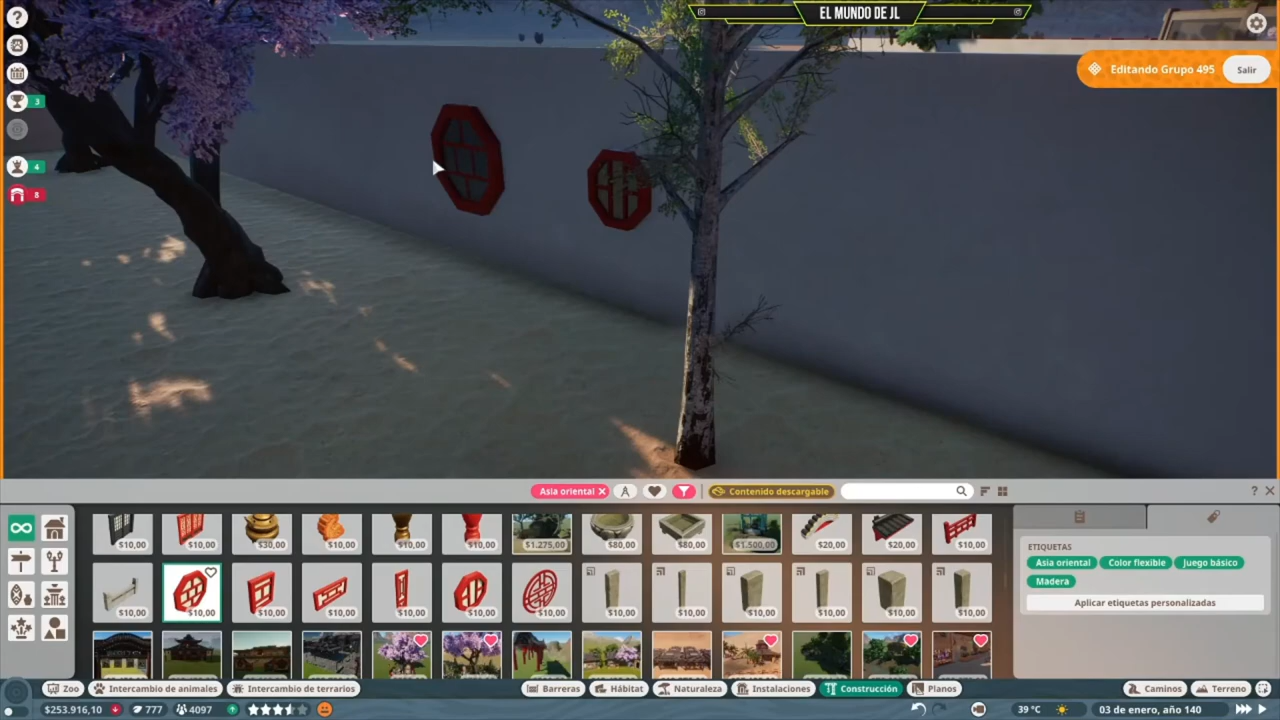 EL MUNDO DE JL
Editando Grupo 495
Salir
3
4
8
Asia oriental
Contenido descargable
$10,00 $10,00 $30,00 $10,00 $10,00 $10,00 $1.275,00 $80,00 $80,00 $1.500,00 $20,00 $20,00 $10,00
$10,00 $10,00 $10,00 $10,00 $10,00 $10,00 $10,00 $10,00 $10,00 $10,00 $10,00 $10,00 $10,00
ETIQUETAS
Asia oriental Color flexible Juego básico
Madera
Aplicar etiquetas personalizadas
Zoo Intercambio de animales Intercambio de terrarios Barreras Hábitat Naturaleza Instalaciones Construcción Planos Caminos Terreno
$253.916,10 777 4097 39 °C 03 de enero, año 140